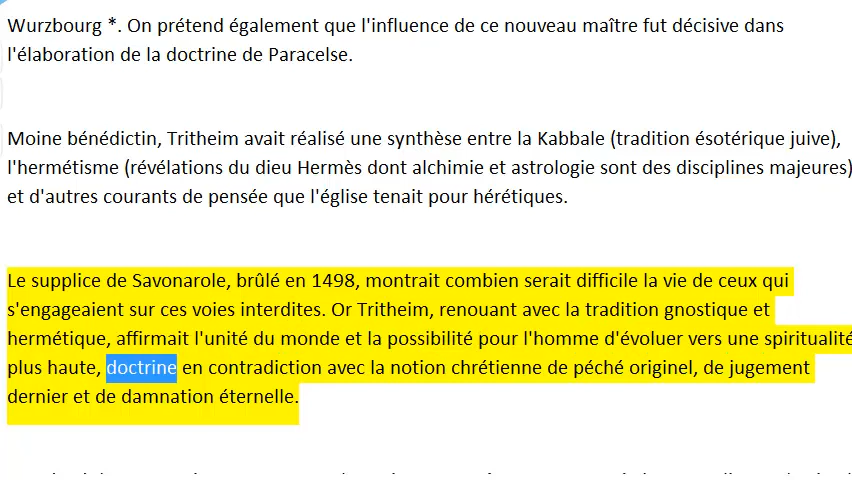 Wurzbourg *. On prétend également que l'influence de ce nouveau maître fut décisive dans
l'élaboration de la doctrine de Paracelse.
Moine bénédictin, Tritheim avait réalisé une synthèse entre la Kabbale (tradition ésotérique juive),
l'hermétisme (révélations du dieu Hermès dont alchimie et astrologie sont des disciplines majeures)
et d'autres courants de pensée que l'église tenait pour hérétiques.
Le supplice de Savonarole, brûlé en 1498, montrait combien serait difficile la vie de ceux qui
s'engageaient sur ces voies interdites. Or Tritheim, renouant avec la tradition gnostique et
hermétique, affirmait l'unité du monde et la possibilité pour l'homme d'évoluer vers une spiritualité
plus haute, doctrine en contradiction avec la notion chrétienne de péché originel, de jugement
dernier et de damnation éternelle.